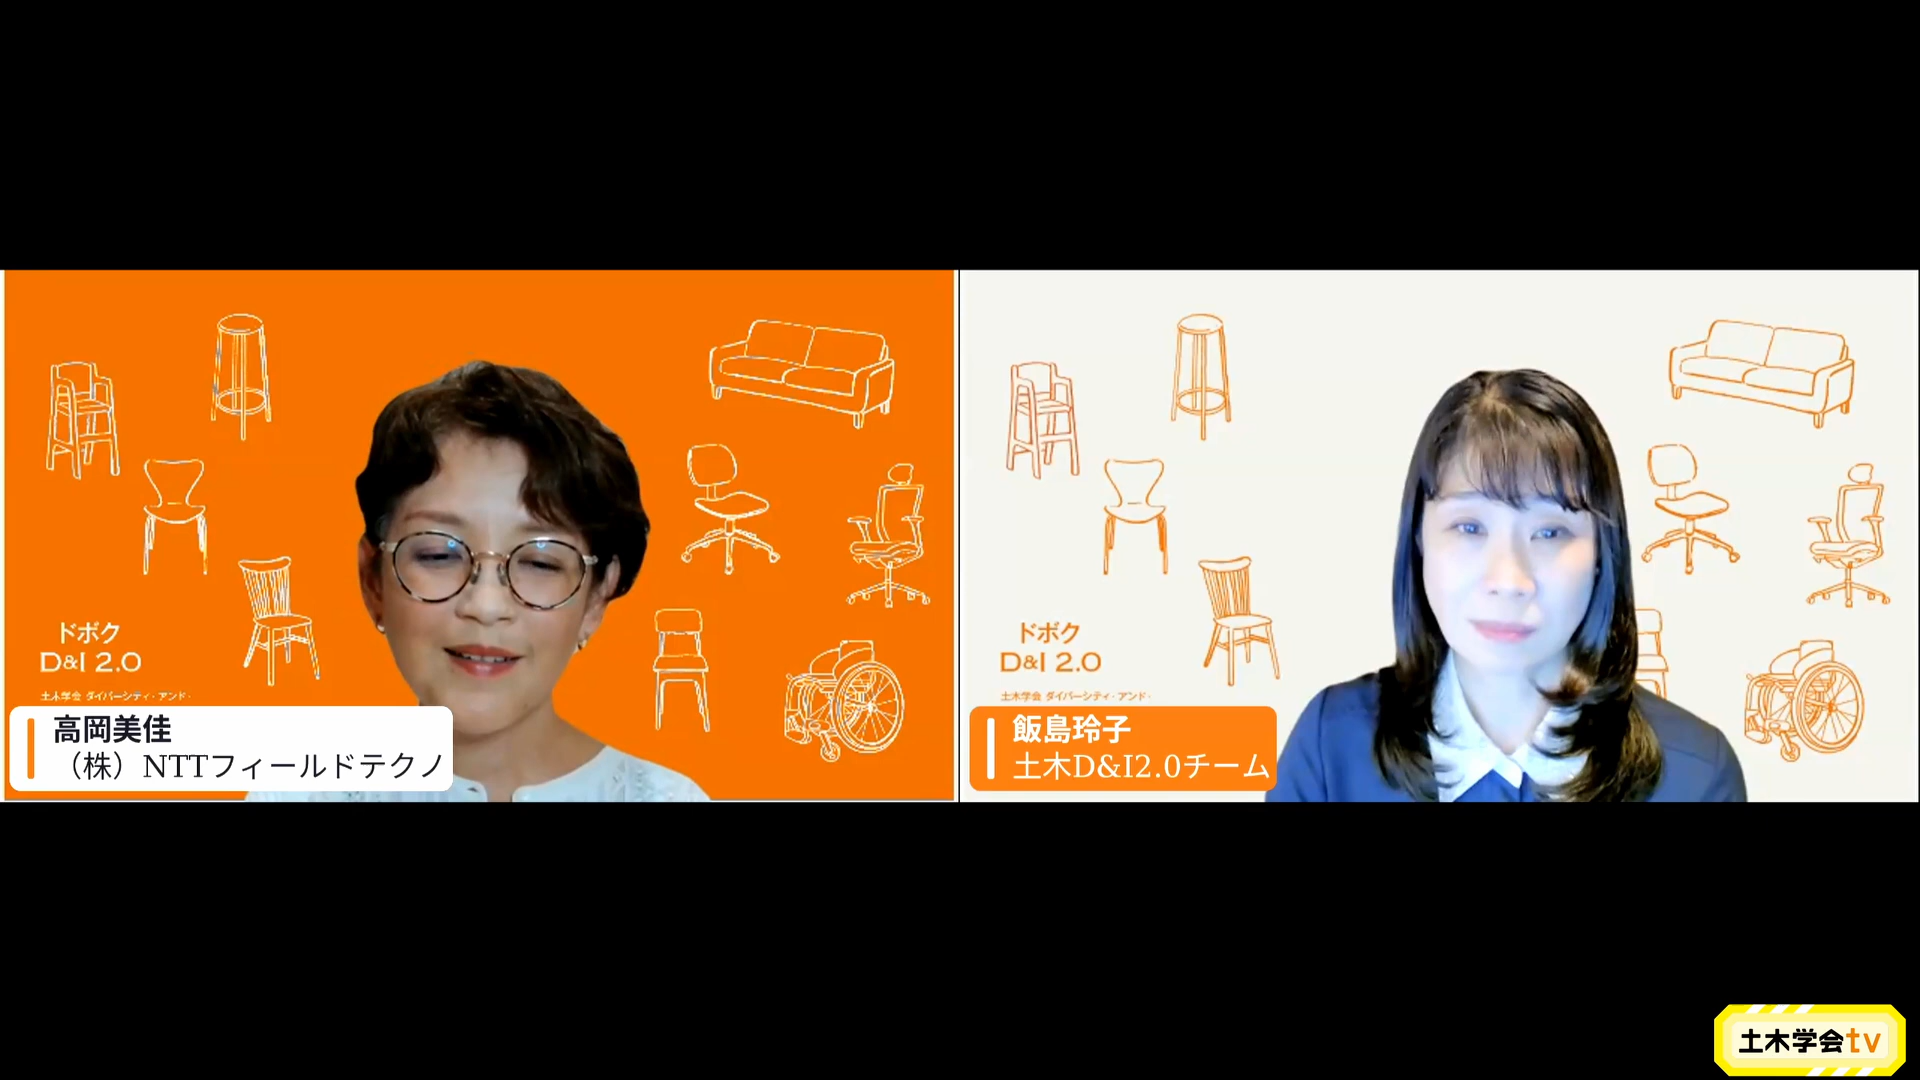 ドボク
D&I 2.0
土木学会 ダイバーシティ・アンド・
高岡美佳
（株）NTTフィールドテクノ
ドボク
D&I 2.0
土木学会 ダイバーシティ・アンド・
飯島玲子
土木D&I2.0チーム
土木学会tv